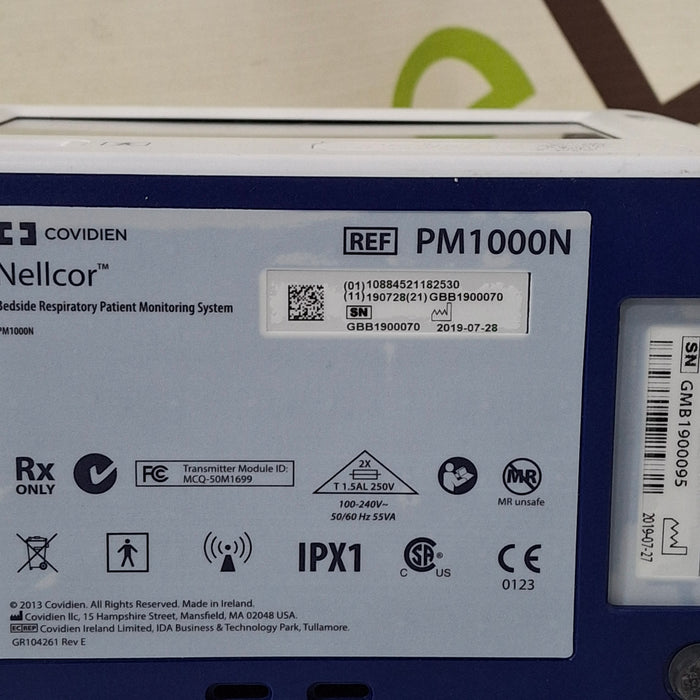 COVIDIEN
REF PM1000N
Nellcor™
Bedside Respiratory Patient Monitoring System
PM1000N
(01)10884521182530
(11)190728(21)GBB1900070
SN
GBB1900070 2019-07-28
SN GMB1900095
2019-07-27
Rx
ONLY
FC Transmitter Module ID:
MCQ-50M1699
2X
T 1.5AL 250V
100-240V~
50/60 Hz 55VA
MR
MR unsafe
IPX1
C SA® US
CE
0123
© 2013 Covidien. All Rights Reserved. Made in Ireland.
Covidien llc, 15 Hampshire Street, Mansfield, MA 02048 USA.
EC REP Covidien Ireland Limited, IDA Business & Technology Park, Tullamore.
GR104261 Rev E